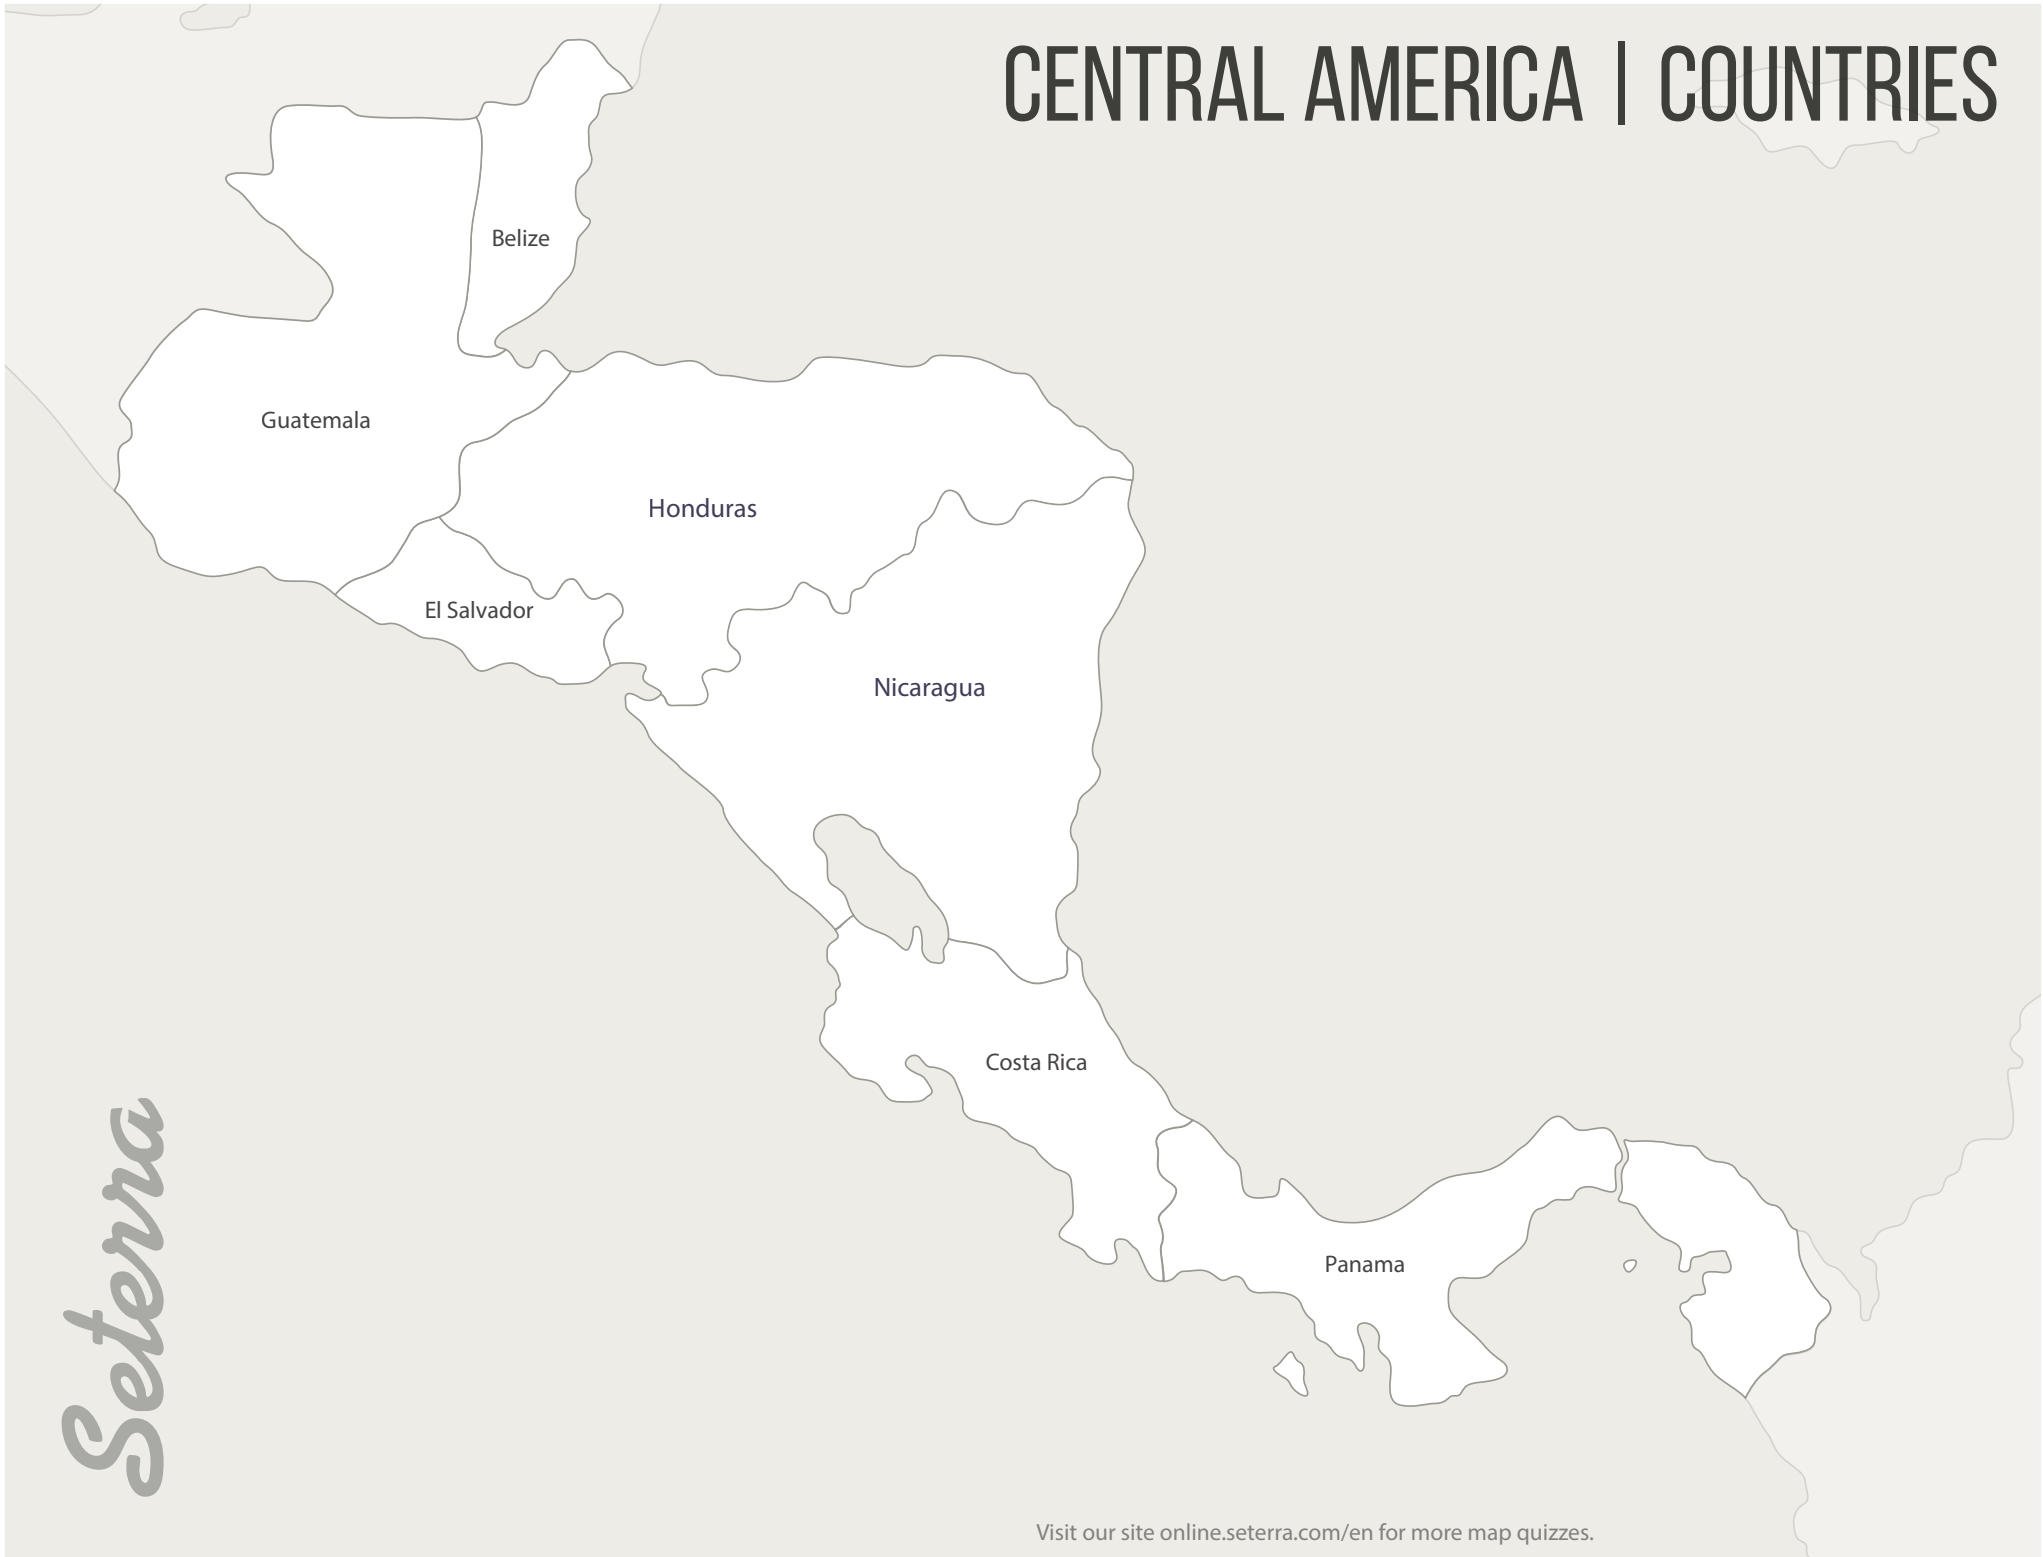 CENTRAL AMERICA | COUNTRIES
Belize
Guatemala
Honduras
El Salvador
Nicaragua
Costa Rica
Panama
Seterra
Visit our site online.seterra.com/en for more map quizzes.